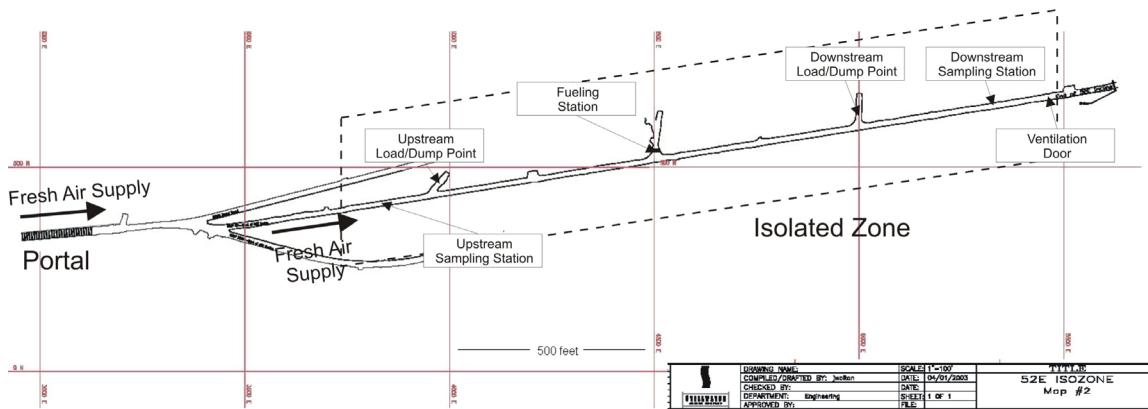 Downstream
Load/Dump Point
Downstream
Sampling Station
Fueling
Station
Upstream
Load/Dump Point
Ventilation
Door
Fresh Air Supply
Portal
Fresh Air
Supply
Upstream
Sampling Station
Isolated Zone
500 feet
DRAWING NAME:
SCALE: 1"=100'
TITLE
COMPILED/DRAFTED BY: jwolton
DATE: 04/01/2003
52E ISOZONE
CHECKED BY:
DATE:
Map #2
DEPARTMENT: Engineering
SHEET: 1 OF 1
APPROVED BY:
FILE:
STILLWATER